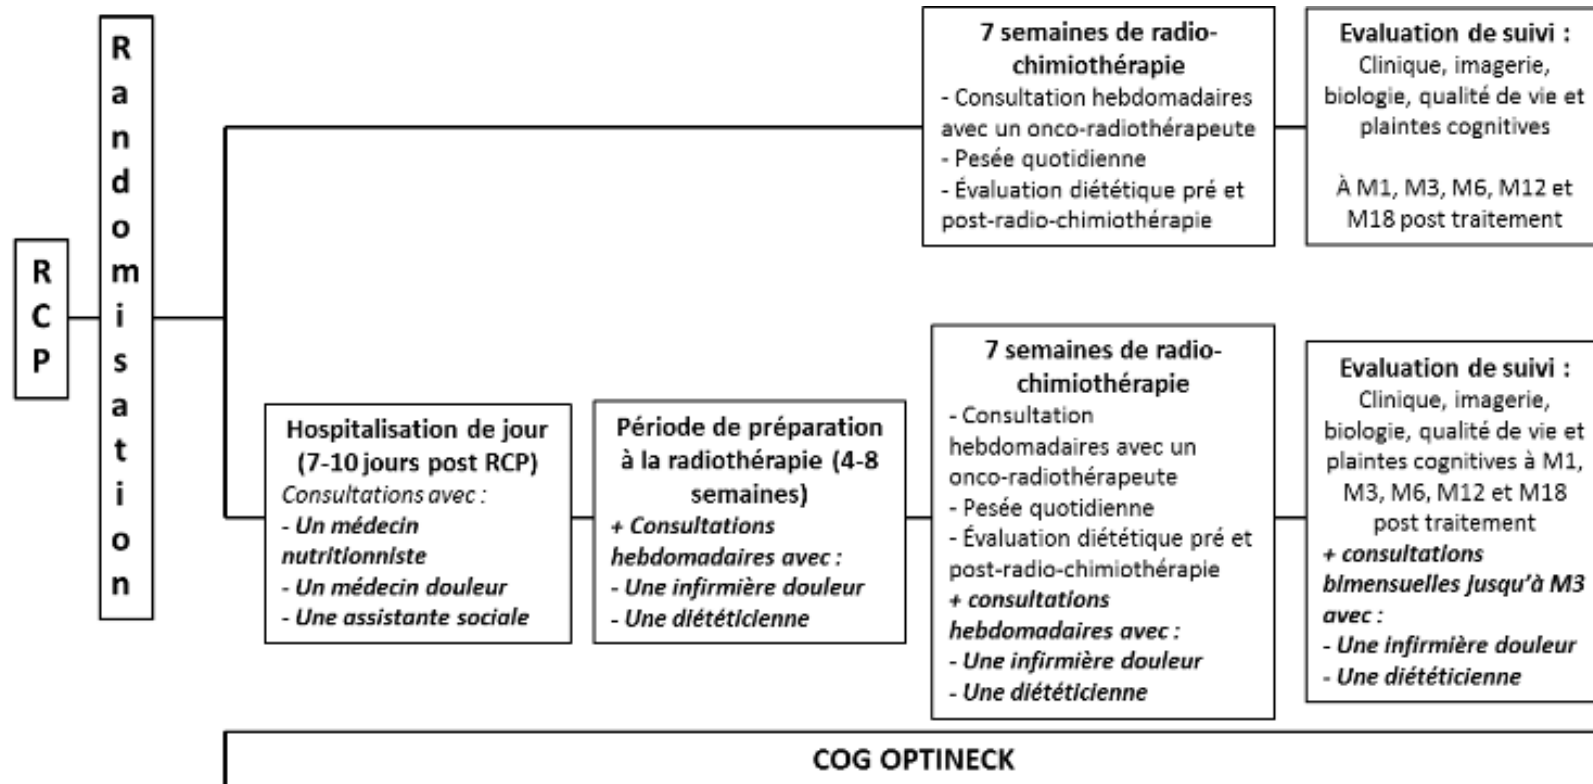 RCP
Randomisation
7 semaines de radio-
chimiothérapie
- Consultation hebdomadaires
avec un onco-radiothérapeute
- Pesée quotidienne
- Évaluation diététique pré et
post-radio-chimiothérapie
Evaluation de suivi :
Clinique, imagerie,
biologie, qualité de vie et
plaintes cognitives
À M1, M3, M6, M12 et
M18 post traitement
Hospitalisation de jour
(7-10 jours post RCP)
Consultations avec :
- Un médecin
nutritionniste
- Un médecin douleur
- Une assistante sociale
Période de préparation
à la radiothérapie (4-8
semaines)
+ Consultations
hebdomadaires avec :
- Une infirmière douleur
- Une diététicienne
7 semaines de radio-
chimiothérapie
- Consultation
hebdomadaires avec un
onco-radiothérapeute
- Pesée quotidienne
- Évaluation diététique pré et
post-radio-chimiothérapie
+ consultations
hebdomadaires avec :
- Une infirmière douleur
- Une diététicienne
Evaluation de suivi :
Clinique, imagerie,
biologie, qualité de vie et
plaintes cognitives à M1,
M3, M6, M12 et M18
post traitement
+ consultations
bimensuelles jusqu'à M3
avec :
- Une infirmière douleur
- Une diététicienne
COG OPTINECK